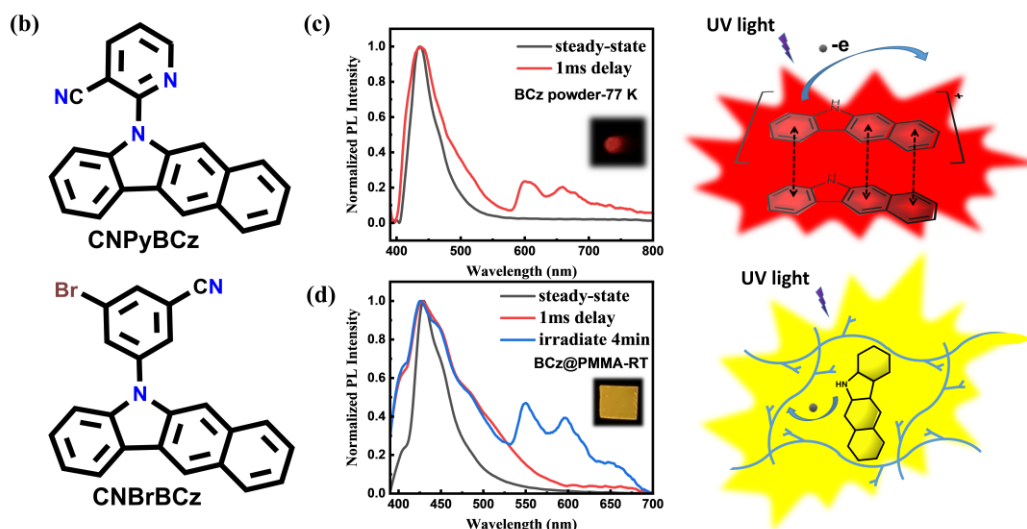 (b)
N
NC
N
CNPyBCz
Br
CN
N
CNBrBCz
(c)
Normalized PL Intensity
1.0
0.8
0.6
0.4
0.2
0.0
steady-state
1ms delay
BCz powder-77 K
400 500 600 700 800
Wavelength (nm)
UV light
-e
H
N
+
H
N
(d)
Normalized PL Intensity
1.0
0.8
0.6
0.4
0.2
0.0
steady-state
1ms delay
irradiate 4min
BCz@PMMA-RT
400 450 500 550 600 650 700
Wavelength (nm)
UV light
HN